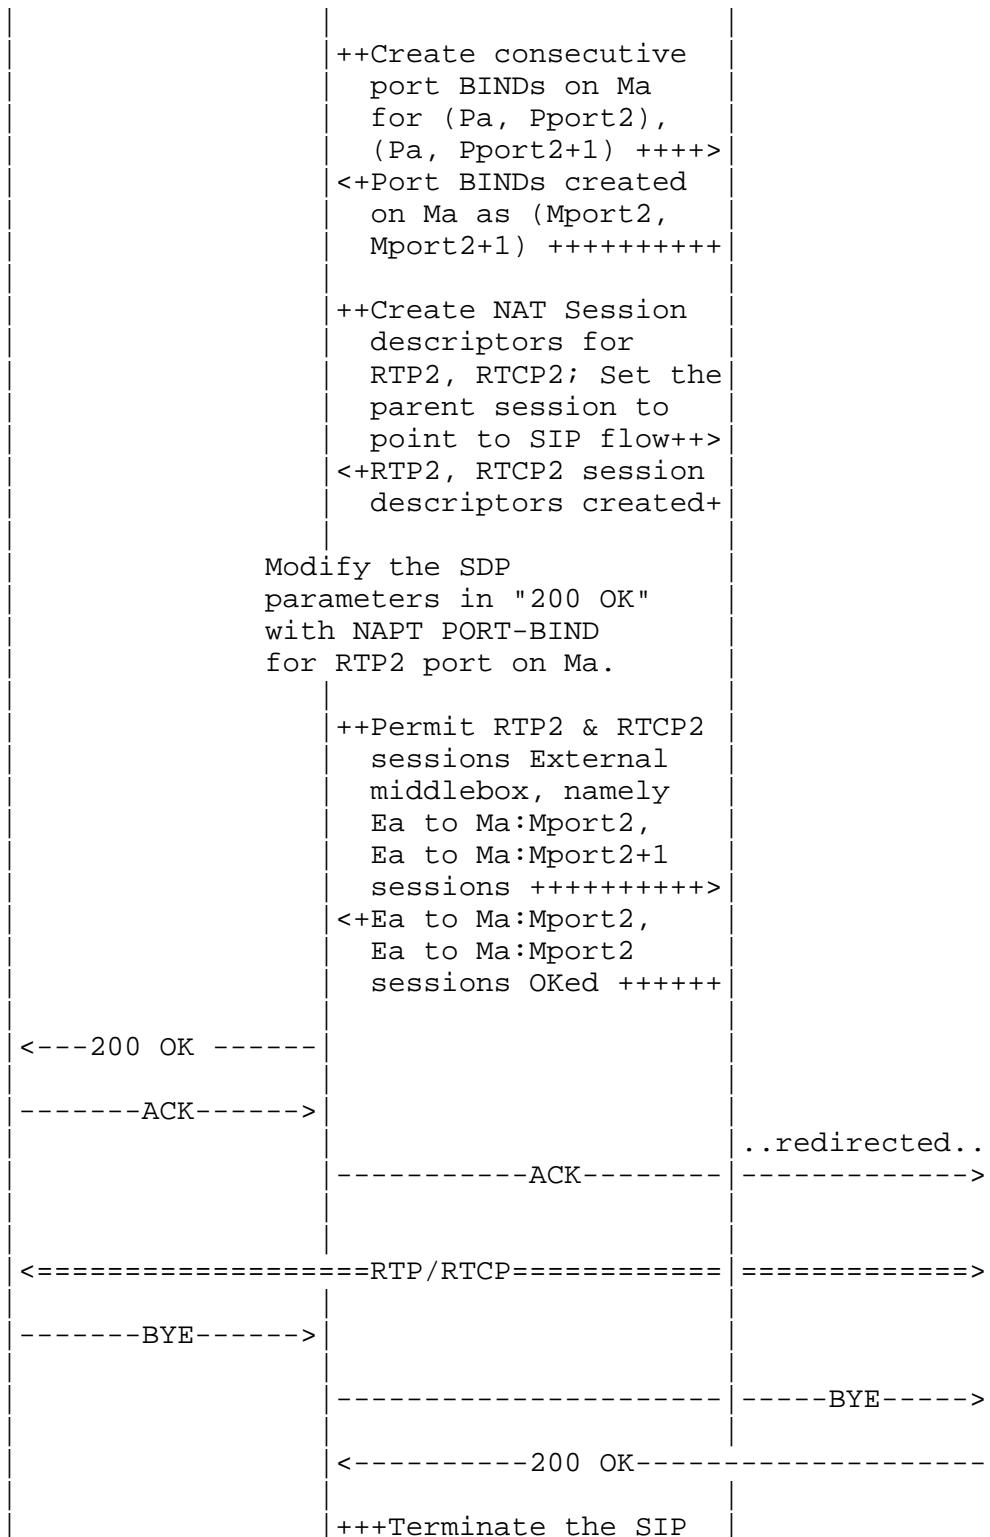 ++Create consecutive
port BINDs on Ma
for (Pa, Pport2),
(Pa, Pport2+1) ++++>
<+Port BINDs created
on Ma as (Mport2,
Mport2+1) ++++++++++
++Create NAT Session
descriptors for
RTP2, RTCP2; Set the
parent session to
point to SIP flow++>
<+RTP2, RTCP2 session
descriptors created+
Modify the SDP
parameters in "200 OK"
with NAPT PORT-BIND
for RTP2 port on Ma.
++Permit RTP2 & RTCP2
sessions External
middlebox, namely
Ea to Ma:Mport2,
Ea to Ma:Mport2+1
sessions ++++++++++>
<+Ea to Ma:Mport2,
Ea to Ma:Mport2
sessions OKed ++++++
<---200 OK ------
-------ACK------>
..redirected..
-----------ACK--------|------------->
<===================RTP/RTCP============|=============>
-------BYE------>
----------------------|-----BYE----->
<----------200 OK--------------------
+++Terminate the SIP